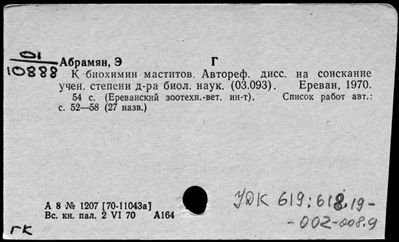 01
10888
Абрамян, Э Г
К биохимии маститов. Автореф. дисс. на соискание
учен. степени д-ра биол. наук. (03.093). Ереван, 1970.
54 с. (Ереванский зоотехн.-вет. ин-т). Список работ авт.:
с. 52—58 (27 назв.)
А 8 № 1207 [70-11043а]
Вс. кн. пал. 2 VI 70 А164
УДК 619:618.19-
-002-008.9
гк